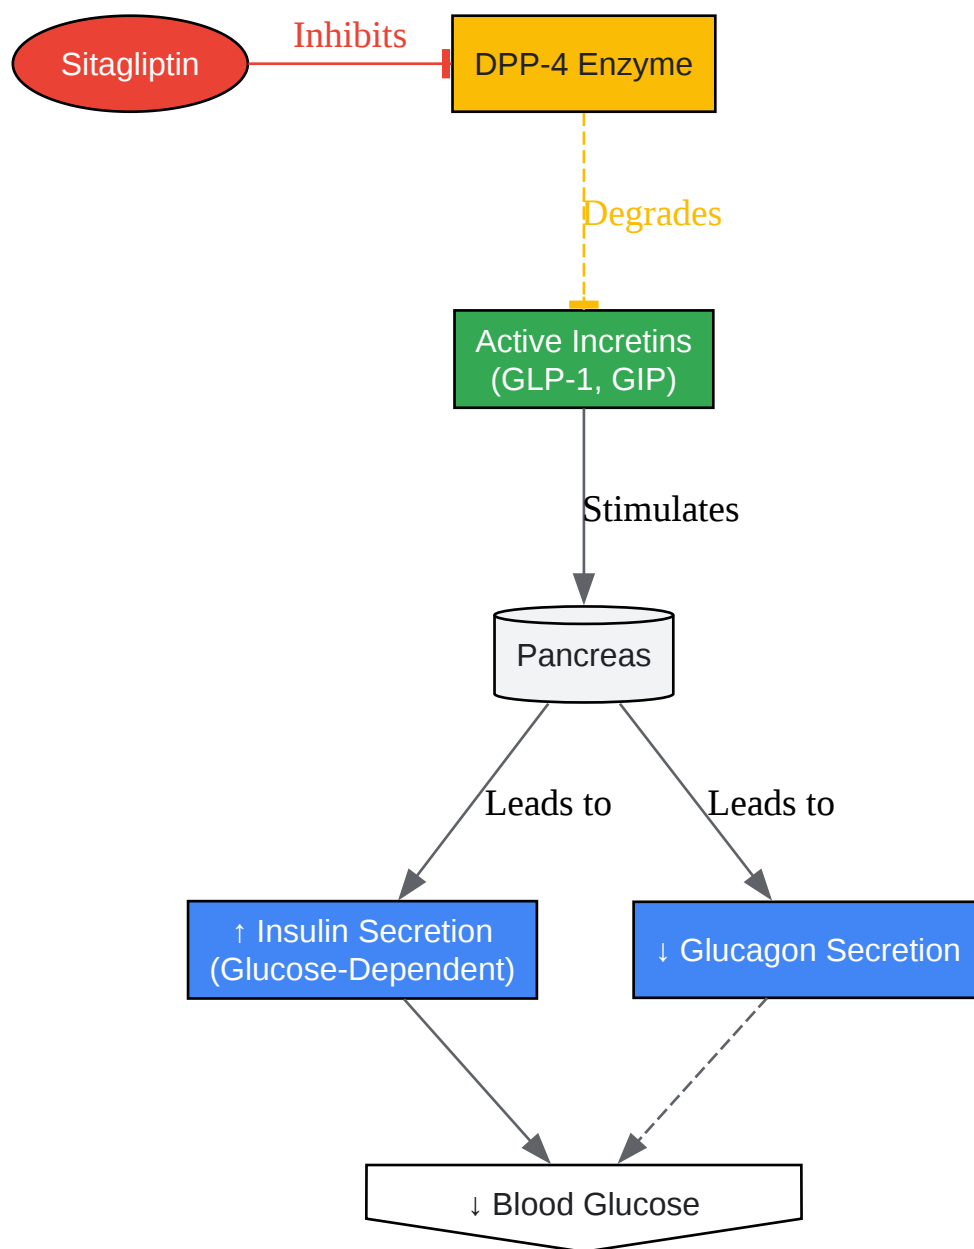 Sitagliptin
Inhibits
DPP-4 Enzyme
Degrades
Active Incretins
(GLP-1, GIP)
Stimulates
Pancreas
Leads to
Leads to
↑ Insulin Secretion
(Glucose-Dependent)
↓ Glucagon Secretion
↓ Blood Glucose